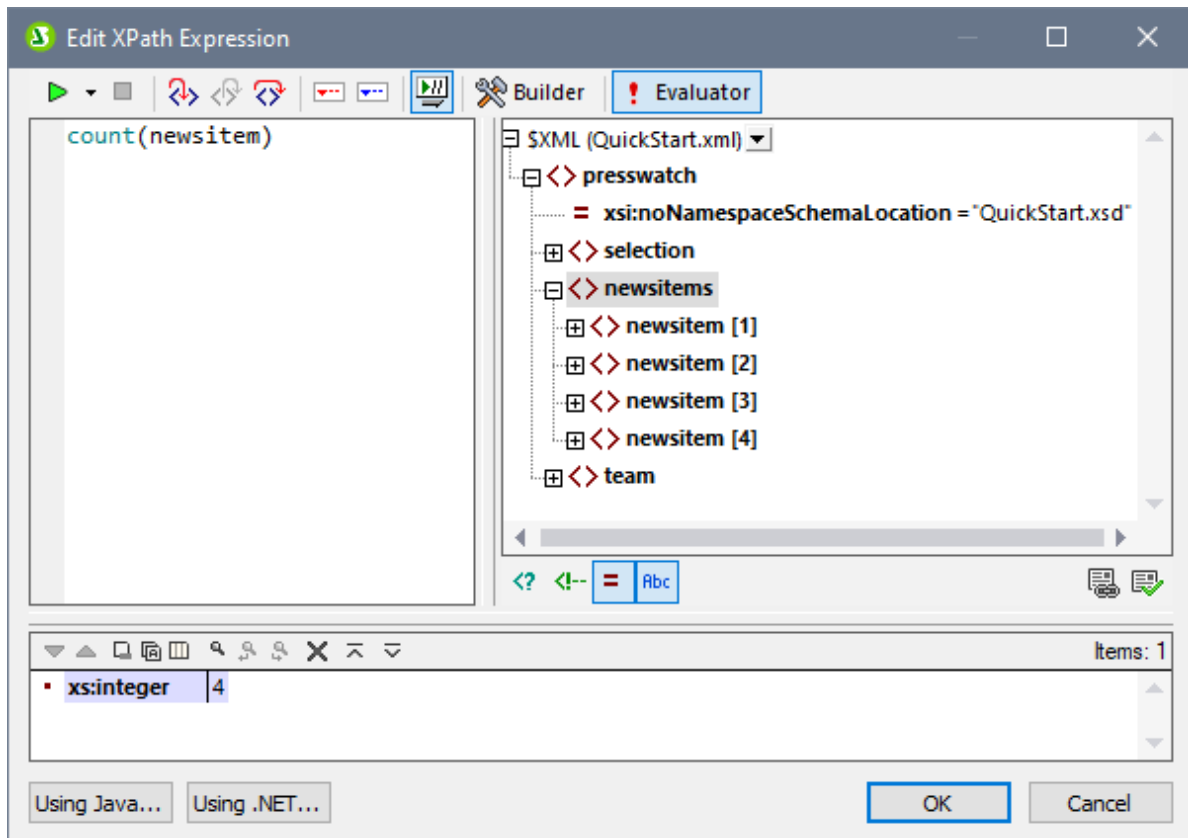 Edit XPath Expression
Builder
Evaluator
count(newsitem)
$XML (QuickStart.xml)
presswatch
= xsi:noNamespaceSchemaLocation ="QuickStart.xsd"
selection
newsitems
newsitem [1]
newsitem [2]
newsitem [3]
newsitem [4]
team
<? <!-- = Abc
Items: 1
xs:integer 4
Using Java... Using .NET... OK Cancel